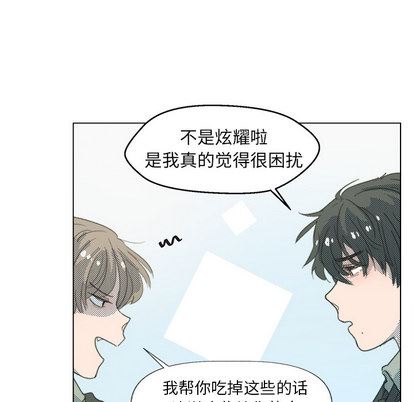 不是炫耀啦
是我真的觉得很困扰
我帮你吃掉这些的话